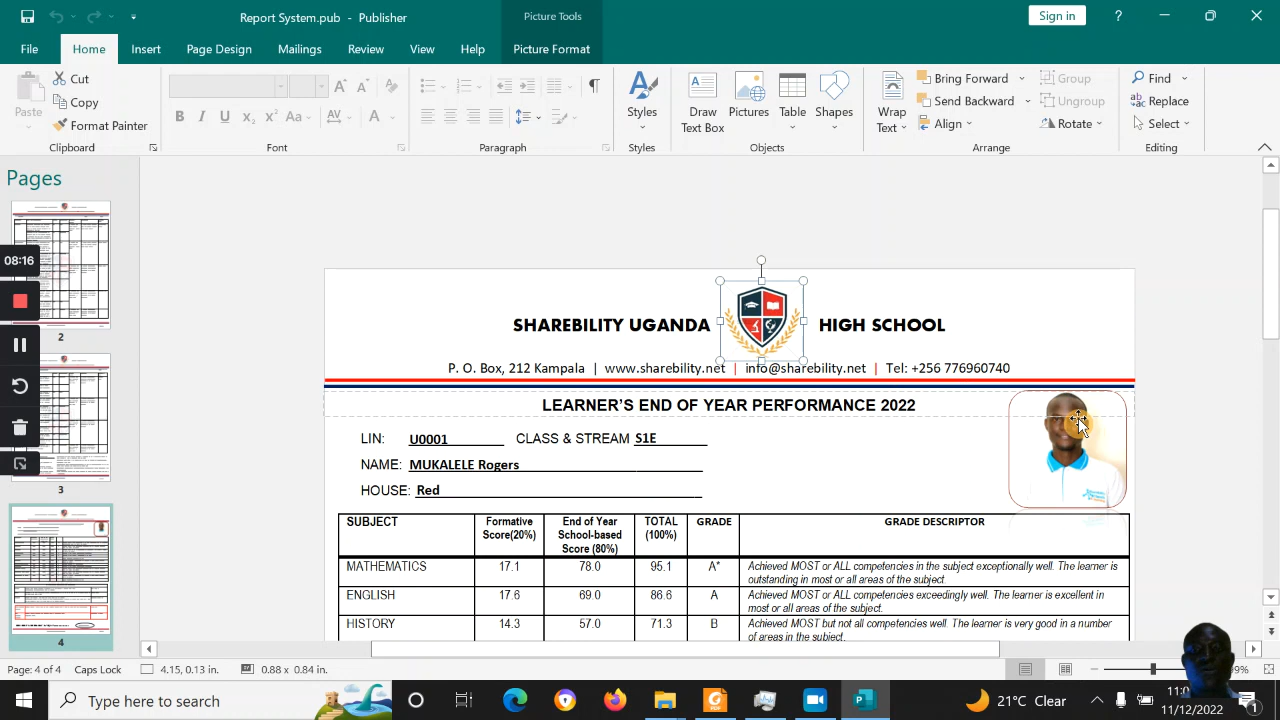 Report System.pub - Publisher
Picture Tools
Sign in
?
File
Home
Insert
Page Design
Mailings
Review
View
Help
Picture Format
Paste
Cut
Copy
Format Painter
Clipboard
B I U x₂ x² Aa AV A
Font
Paragraph
Styles
Styles
Draw Text Box
Pictures
Table
Shapes
Objects
Wrap Text
Bring Forward
Send Backward
Align
Group
Ungroup
Rotate
Arrange
Find
Replace
Select
Editing
Pages
08:16
2
3
4
SHAREBILITY UGANDA HIGH SCHOOL
P. O. Box, 212 Kampala | www.sharebility.net | info@sharebility.net | Tel: +256 776960740
LEARNER'S END OF YEAR PERFORMANCE 2022
LIN: U0001 CLASS & STREAM S1E
NAME: MUKALELE Rogers
HOUSE: Red
SUBJECT
Formative Score(20%)
End of Year School-based Score (80%)
TOTAL (100%)
GRADE
GRADE DESCRIPTOR
MATHEMATICS 17.1 78.0 95.1 A* Achieved MOST or ALL competencies in the subject exceptionally well. The learner is
outstanding in most or all areas of the subject.
ENGLISH 17.6 69.0 86.6 A Achieved MOST or ALL competencies exceedingly well. The learner is excellent in
most or all areas of the subject.
HISTORY 14.3 57.0 71.3 B Achieved MOST but not all competencies well. The learner is very good in a number
of areas in the subject.
Page: 4 of 4
Caps Lock
4.15, 0.13 in.
0.88 x 0.84 in.
9%
Type here to search
21°C Clear
11/12/2022
1